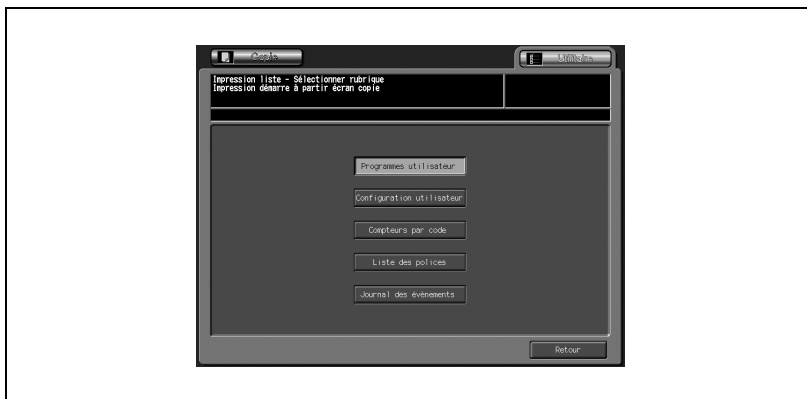 Copie
Utilitaire
Impression liste - Sélectionner rubrique
Impression démarre à partir écran copie
Programmes utilisateur
Configuration utilisateur
Compteurs par code
Liste des polices
Journal des évènements
Retour